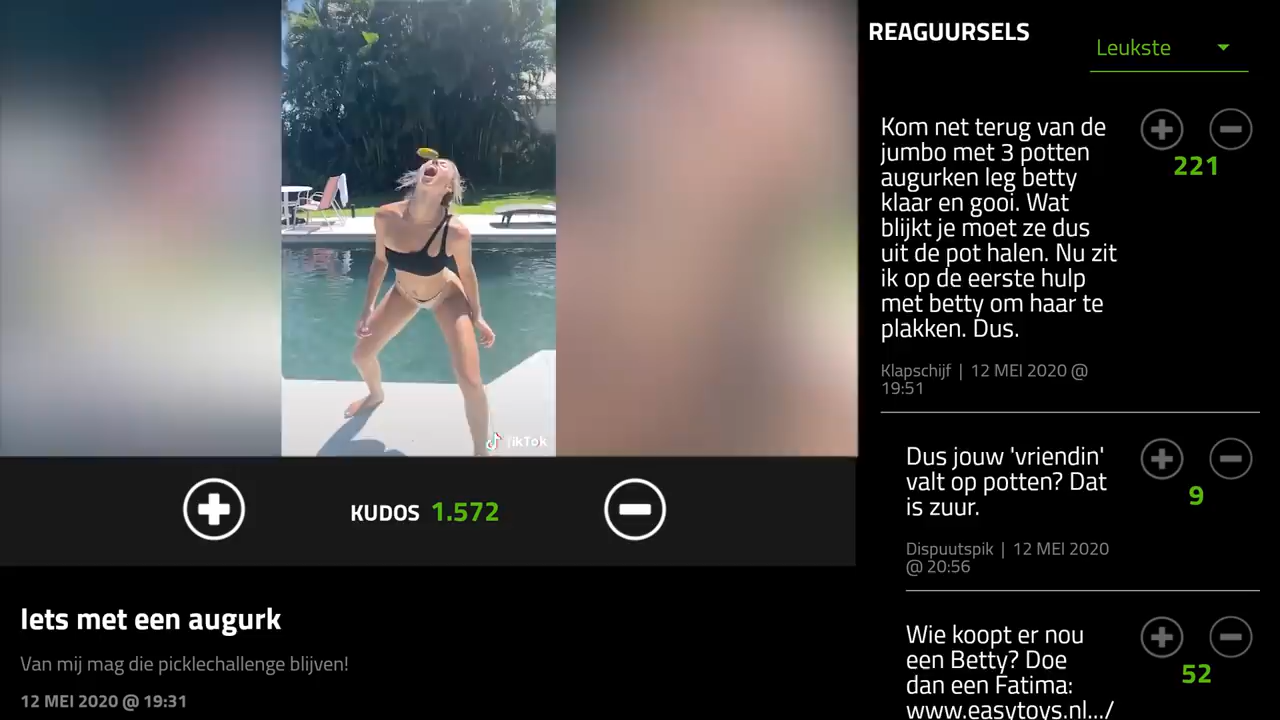 REAGUURSELS
Leukste
Kom net terug van de
jumbo met 3 potten
augurken leg betty
klaar en gooi. Wat
blijkt je moet ze dus
uit de pot halen. Nu zit
ik op de eerste hulp
met betty om haar te
plakken. Dus.
221
Klapschijf | 12 MEI 2020 @
19:51
Dus jouw 'vriendin'
valt op potten? Dat
is zuur.
9
Dispuutspik | 12 MEI 2020
@ 20:56
Wie koopt er nou
een Betty? Doe
dan een Fatima:
www.easytoys.nl.../
52
TikTok
KUDOS 1.572
Iets met een augurk
Van mij mag die picklechallenge blijven!
12 MEI 2020 @ 19:31